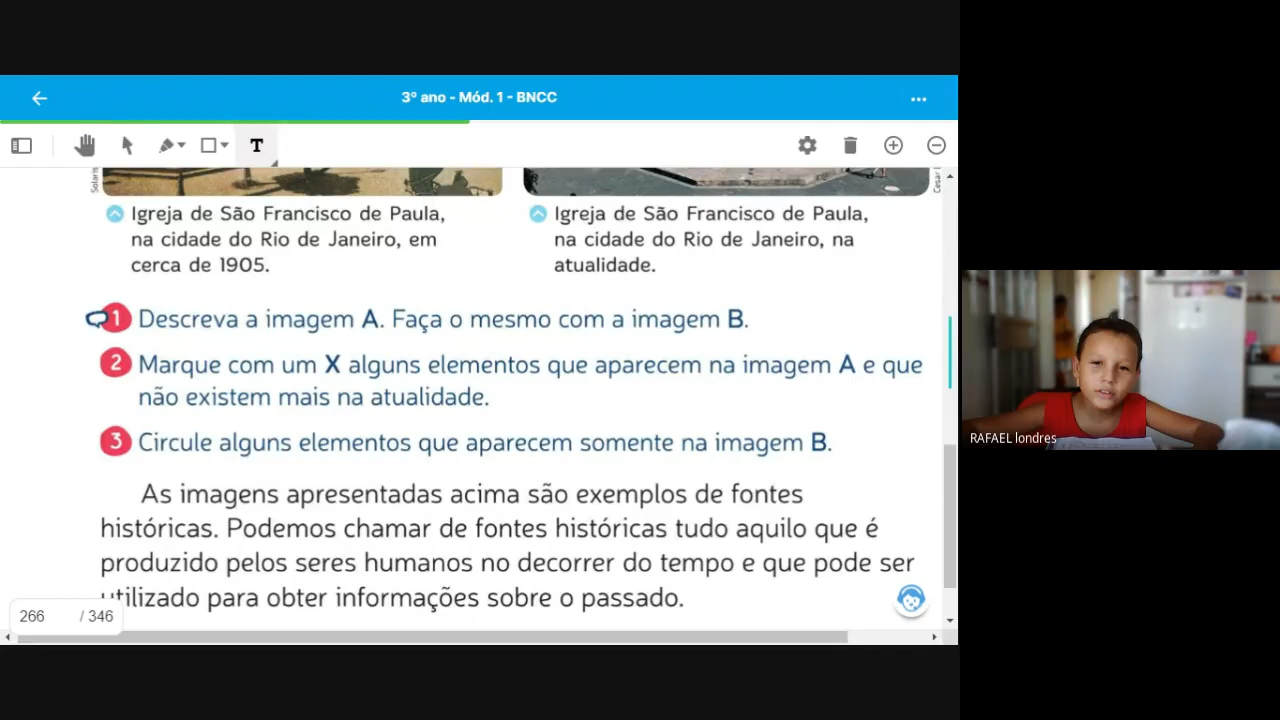 3º ano - Mód. 1 - BNCC
T
Solaris
Cesar
Igreja de São Francisco de Paula,
na cidade do Rio de Janeiro, em
cerca de 1905.
Igreja de São Francisco de Paula,
na cidade do Rio de Janeiro, na
atualidade.
1 Descreva a imagem A. Faça o mesmo com a imagem B.
2 Marque com um X alguns elementos que aparecem na imagem A e que
não existem mais na atualidade.
3 Circule alguns elementos que aparecem somente na imagem B.
As imagens apresentadas acima são exemplos de fontes
históricas. Podemos chamar de fontes históricas tudo aquilo que é
produzido pelos seres humanos no decorrer do tempo e que pode ser
utilizado para obter informações sobre o passado.
266 / 346
RAFAEL londres